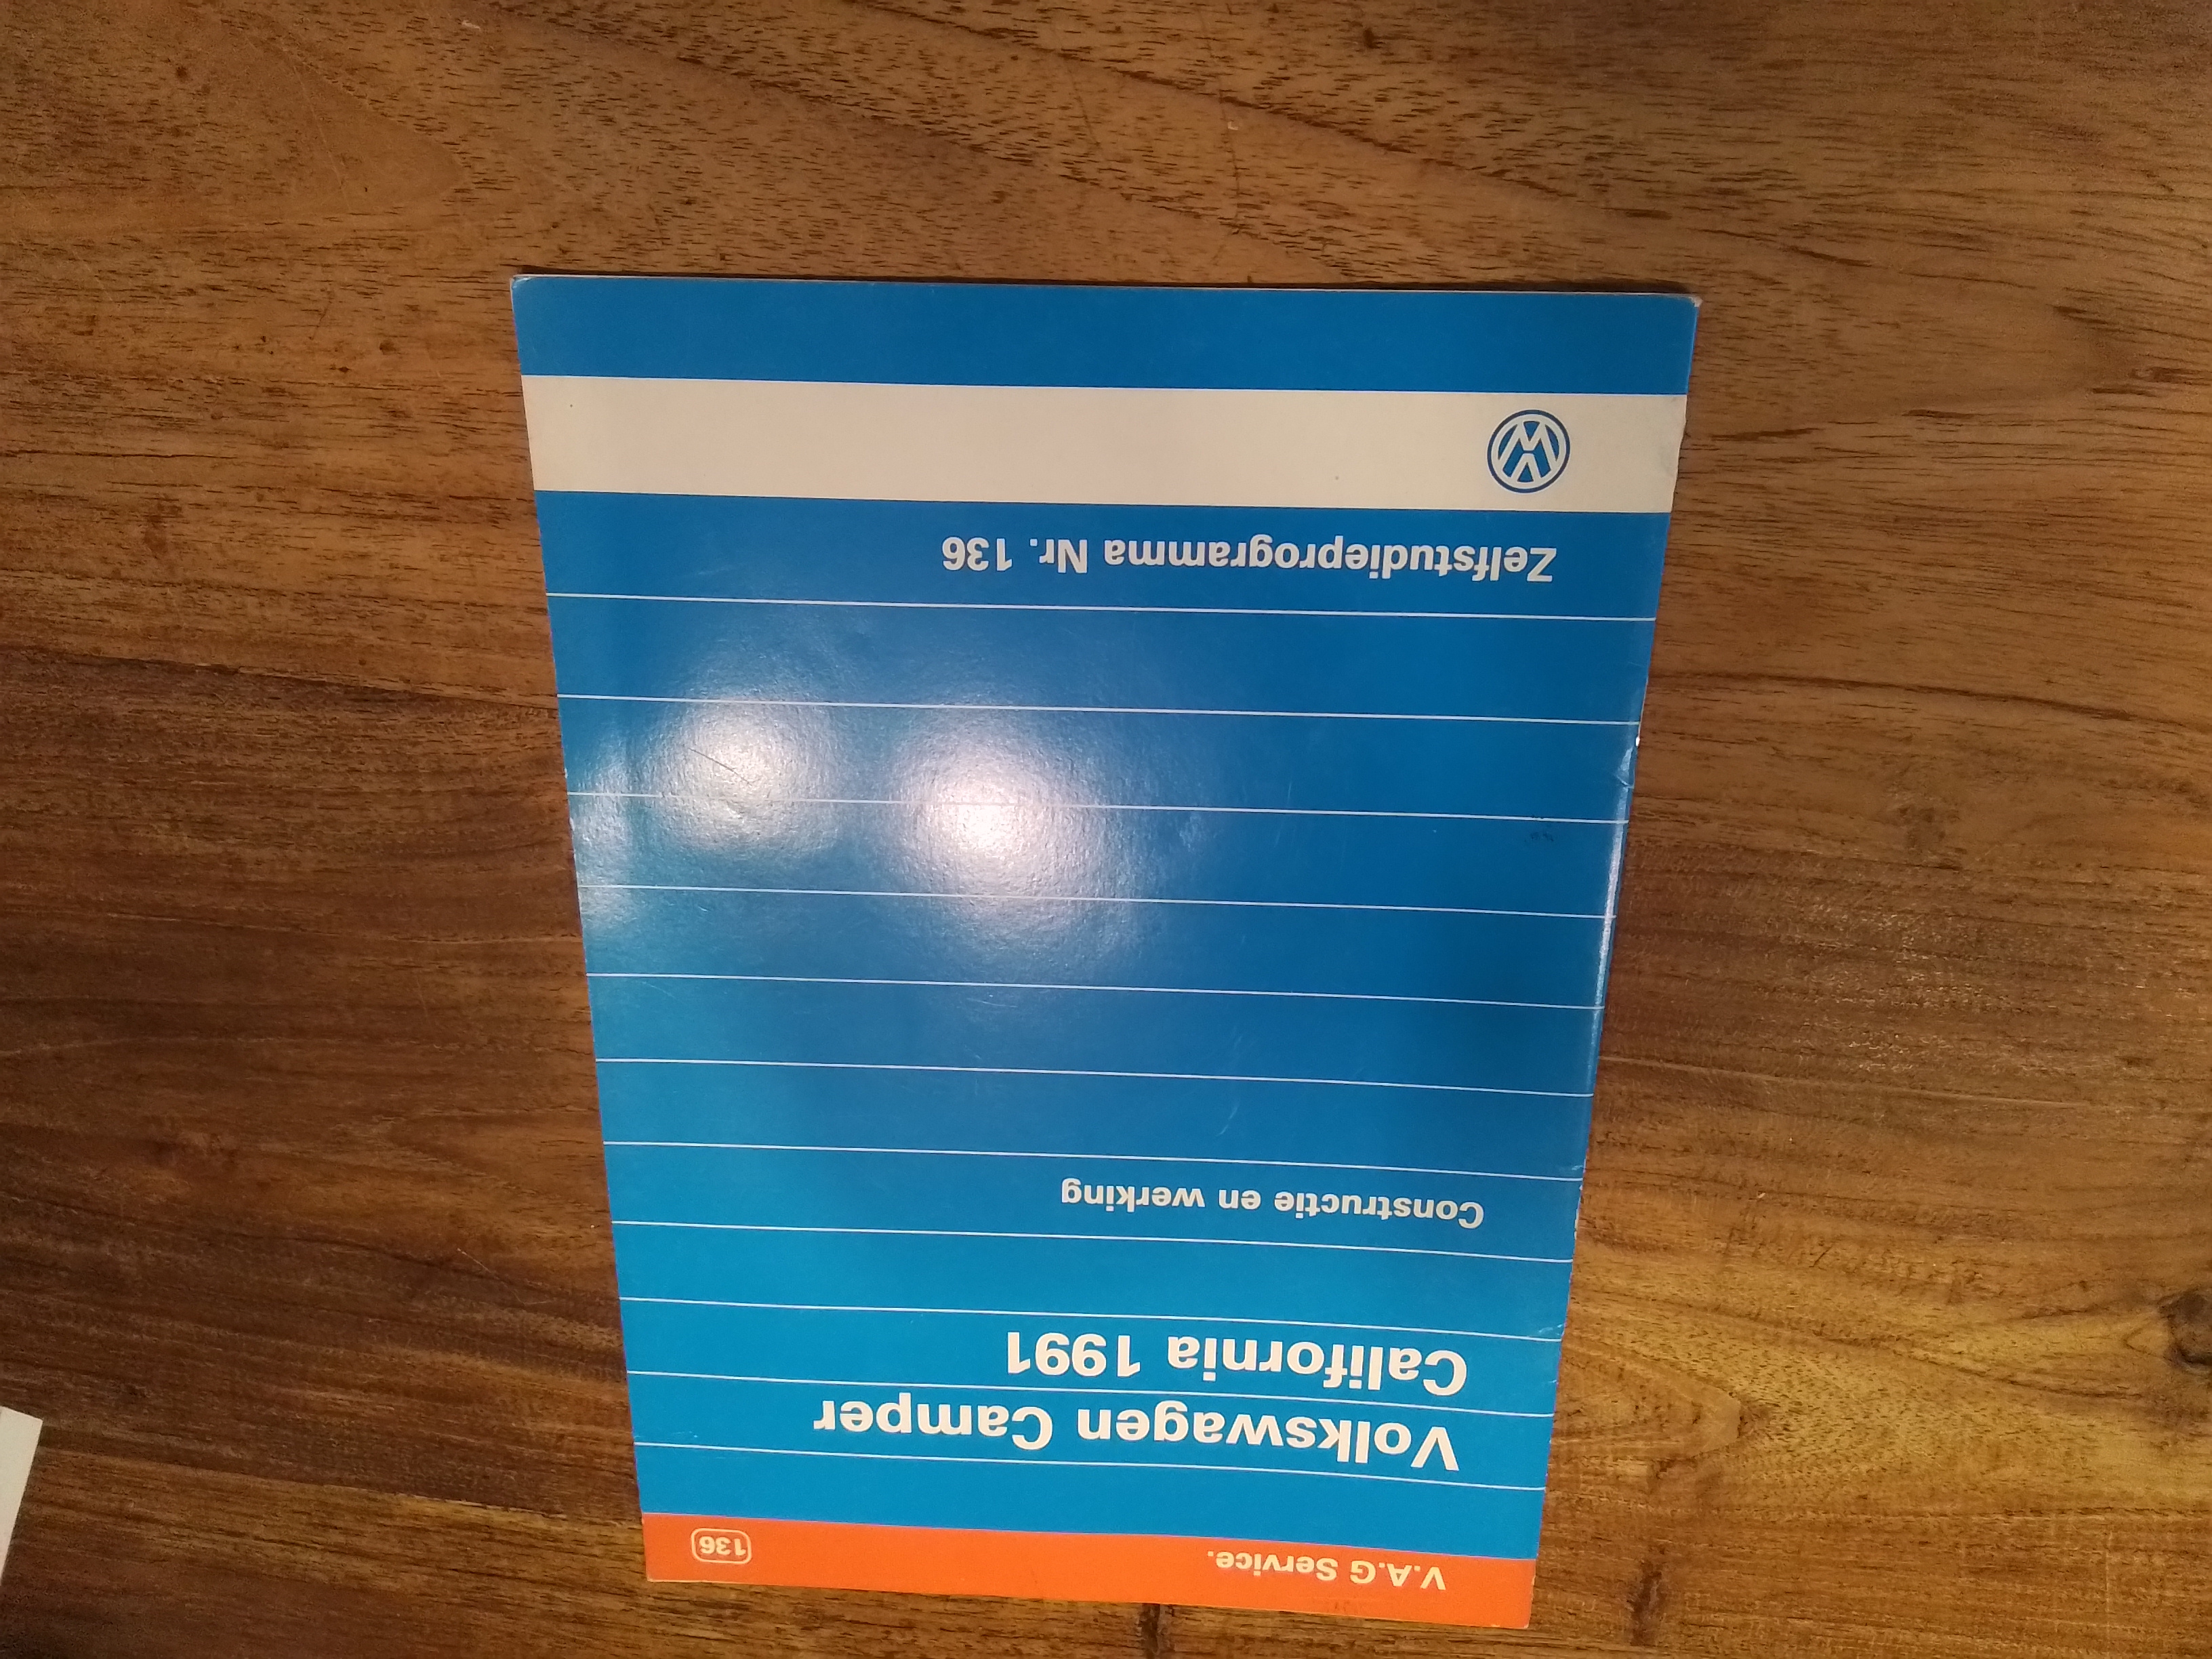 V.A.G Service.
136
Volkswagen Camper
California 1991
Constructie en werking
Zelfstudieprogramma Nr. 136